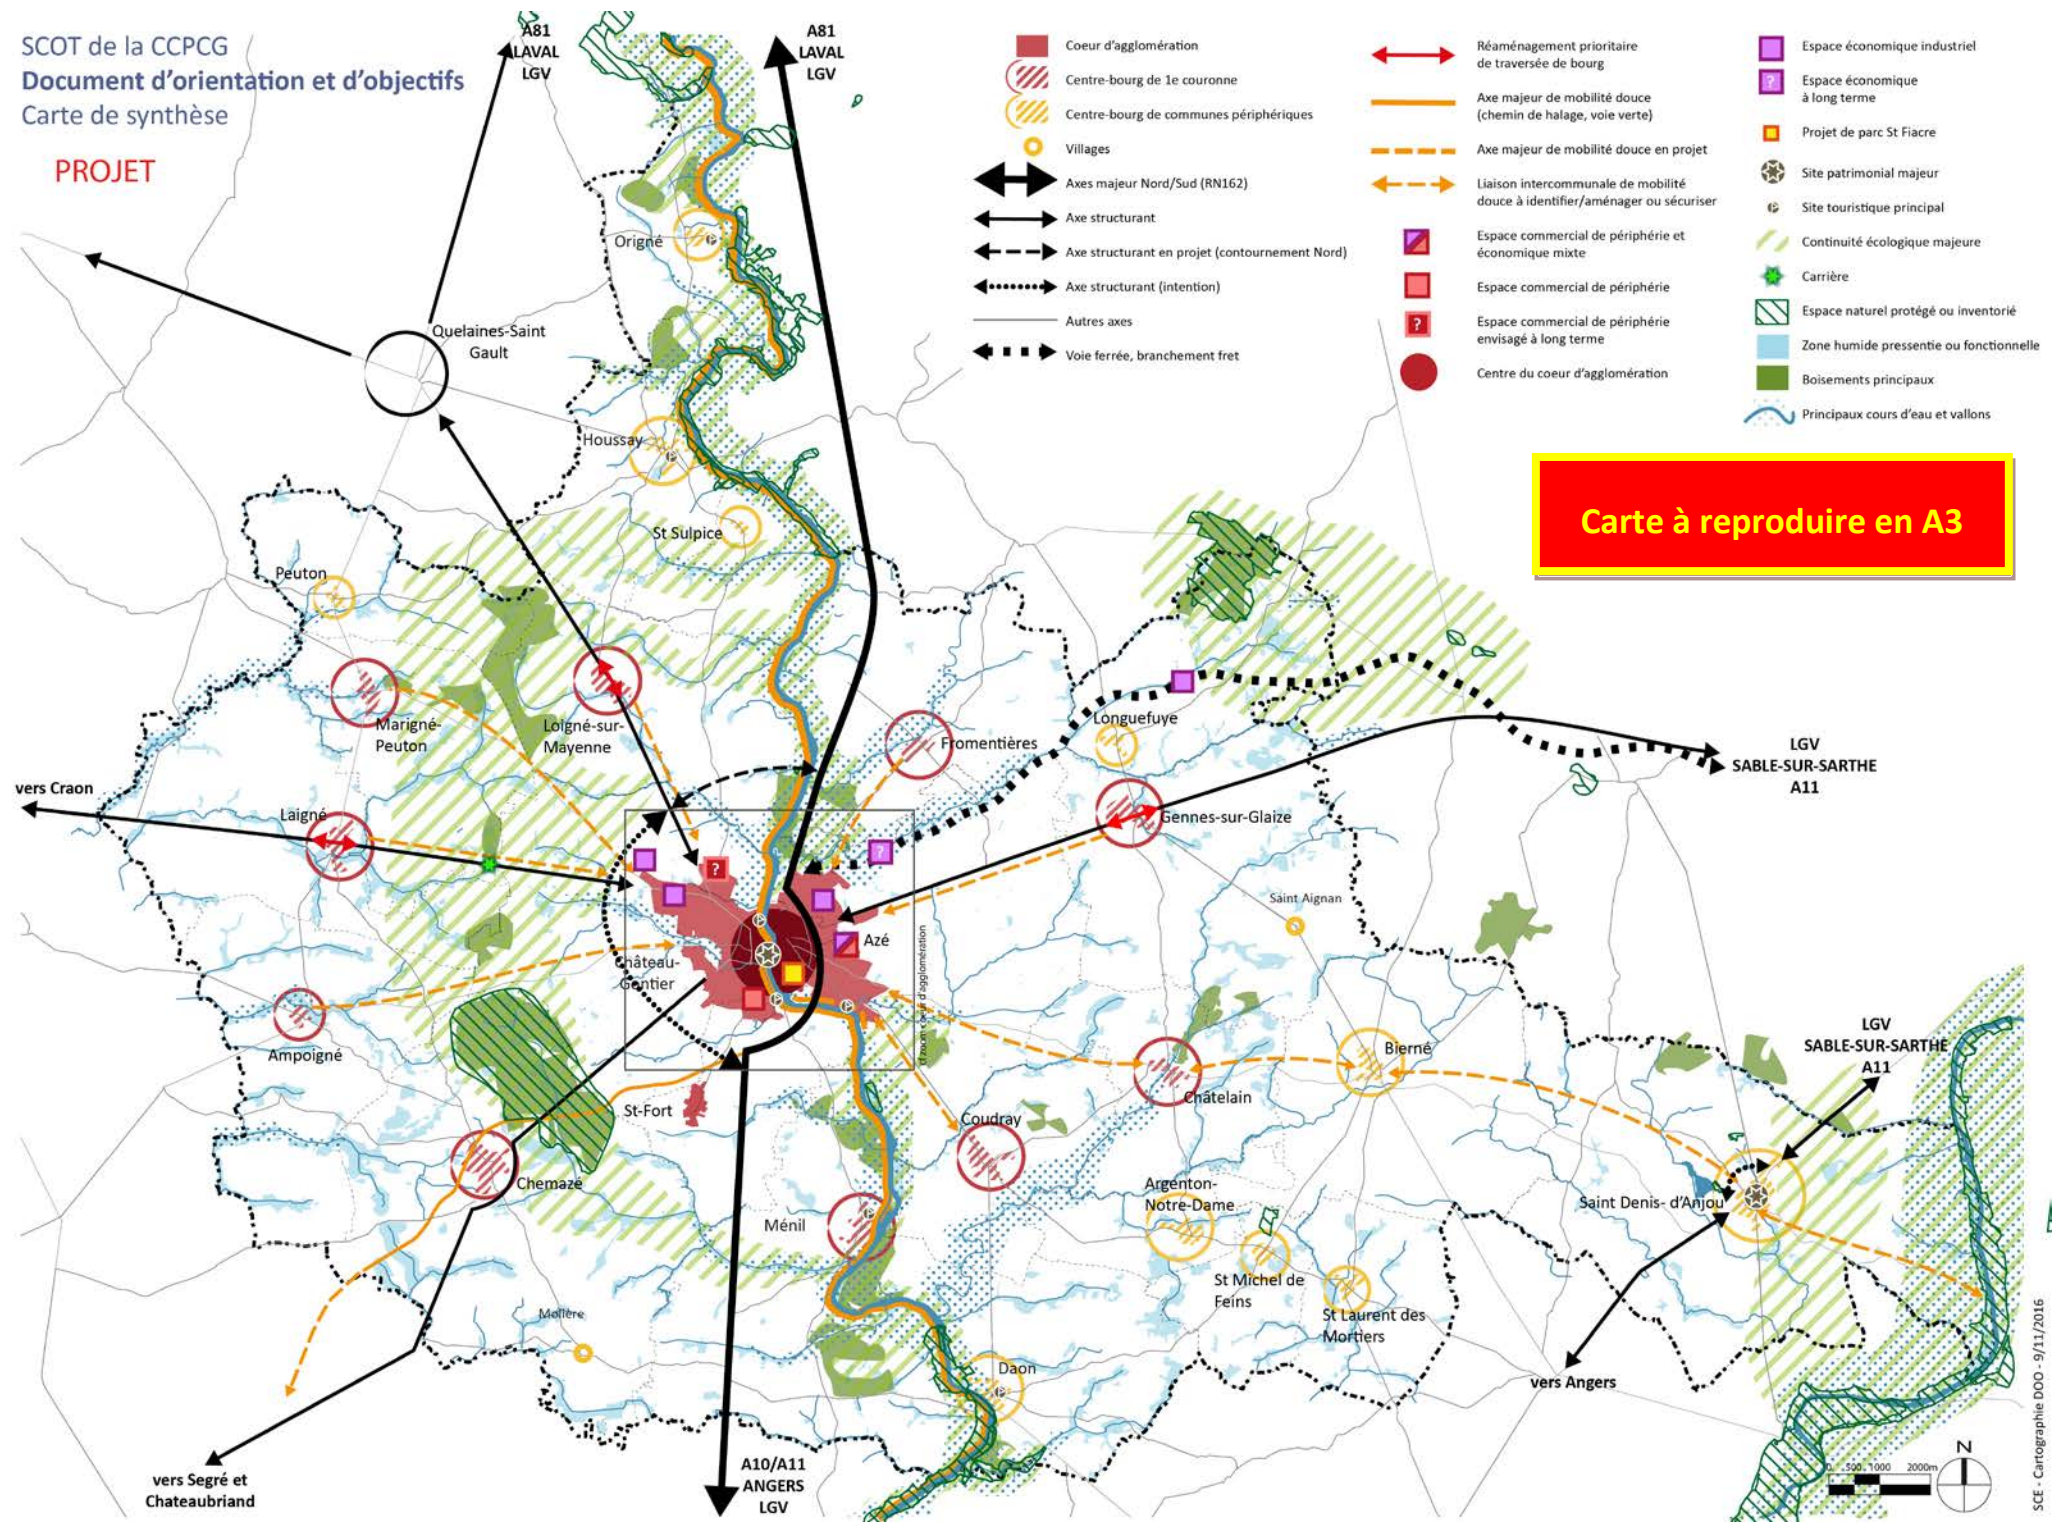 SCOT de la CCPCG
Document d'orientation et d'objectifs
Carte de synthèse
PROJET
A81
LAVAL
LGV
A81
LAVAL
LGV
Coeur d'agglomération
Centre-bourg de 1e couronne
Centre-bourg de communes périphériques
Villages
Axes majeur Nord/Sud (RN162)
Axe structurant
Axe structurant en projet (contournement Nord)
Axe structurant (intention)
Autres axes
Voie ferrée, branchement fret
Réaménagement prioritaire
de traversée de bourg
Axe majeur de mobilité douce
(chemin de halage, voie verte)
Axe majeur de mobilité douce en projet
Liaison intercommunale de mobilité
douce à identifier/aménager ou sécuriser
Espace commercial de périphérie et
économique mixte
Espace commercial de périphérie
?
Espace commercial de périphérie
envisagé à long terme
Centre du coeur d'agglomération
Espace économique industriel
?
Espace économique
à long terme
Projet de parc St Fiacre
Site patrimonial majeur
Site touristique principal
Continuité écologique majeure
Carrière
Espace naturel protégé ou inventorié
Zone humide pressentie ou fonctionnelle
Boisements principaux
Principaux cours d'eau et vallons
Carte à reproduire en A3
Origné
Quelaines-Saint
Gault
Houssay
St Sulpice
Peuton
Marigné-
Peuton
Loigné-sur-
Mayenne
Fromentières
Longuefuye
LGV
SABLE-SUR-SARTHE
A11
vers Craon
Laigné
Gennes-sur-Glaize
?
?
Saint Aignan
Azé
Château-
Gontier
cf zoom coeur d'agglomération
Ampoigné
Bierné
LGV
SABLE-SUR-SARTHE
A11
St-Fort
Châtelain
Coudray
Chemazé
Argenton-
Notre-Dame
Saint Denis- d'Anjou
Ménil
St Michel de
Feins
St Laurent des
Mortiers
Molière
Daon
vers Angers
vers Segré et
Chateaubriand
A10/A11
ANGERS
LGV
0 500 1000 2000m
N
SCE - Cartographie DOO - 9/11/2016